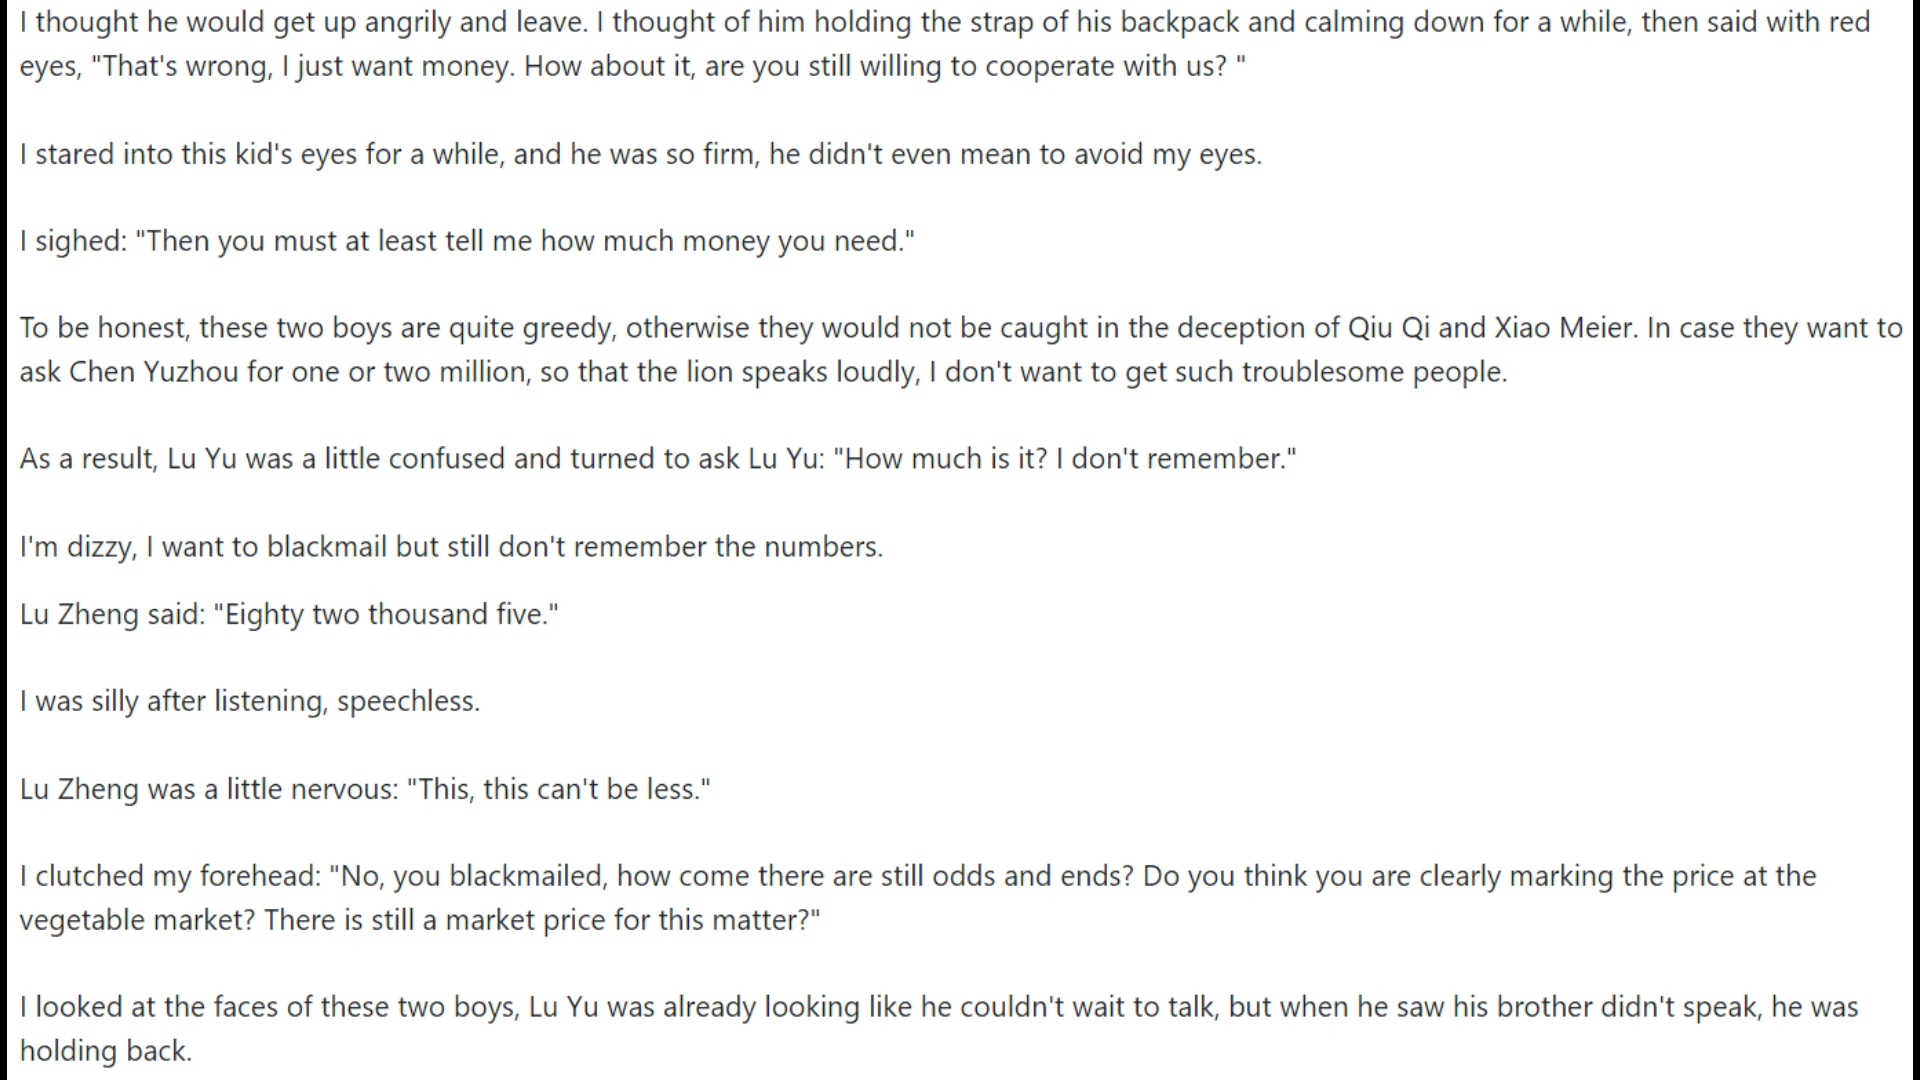 I thought he would get up angrily and leave. I thought of him holding the strap of his backpack and calming down for a while, then said with red
eyes, "That's wrong, I just want money. How about it, are you still willing to cooperate with us? "
I stared into this kid's eyes for a while, and he was so firm, he didn't even mean to avoid my eyes.
I sighed: "Then you must at least tell me how much money you need."
To be honest, these two boys are quite greedy, otherwise they would not be caught in the deception of Qiu Qi and Xiao Meier. In case they want to
ask Chen Yuzhou for one or two million, so that the lion speaks loudly, I don't want to get such troublesome people.
As a result, Lu Yu was a little confused and turned to ask Lu Yu: "How much is it? I don't remember."
I'm dizzy, I want to blackmail but still don't remember the numbers.
Lu Zheng said: "Eighty two thousand five."
I was silly after listening, speechless.
Lu Zheng was a little nervous: "This, this can't be less."
I clutched my forehead: "No, you blackmailed, how come there are still odds and ends? Do you think you are clearly marking the price at the
vegetable market? There is still a market price for this matter?"
I looked at the faces of these two boys, Lu Yu was already looking like he couldn't wait to talk, but when he saw his brother didn't speak, he was
holding back.